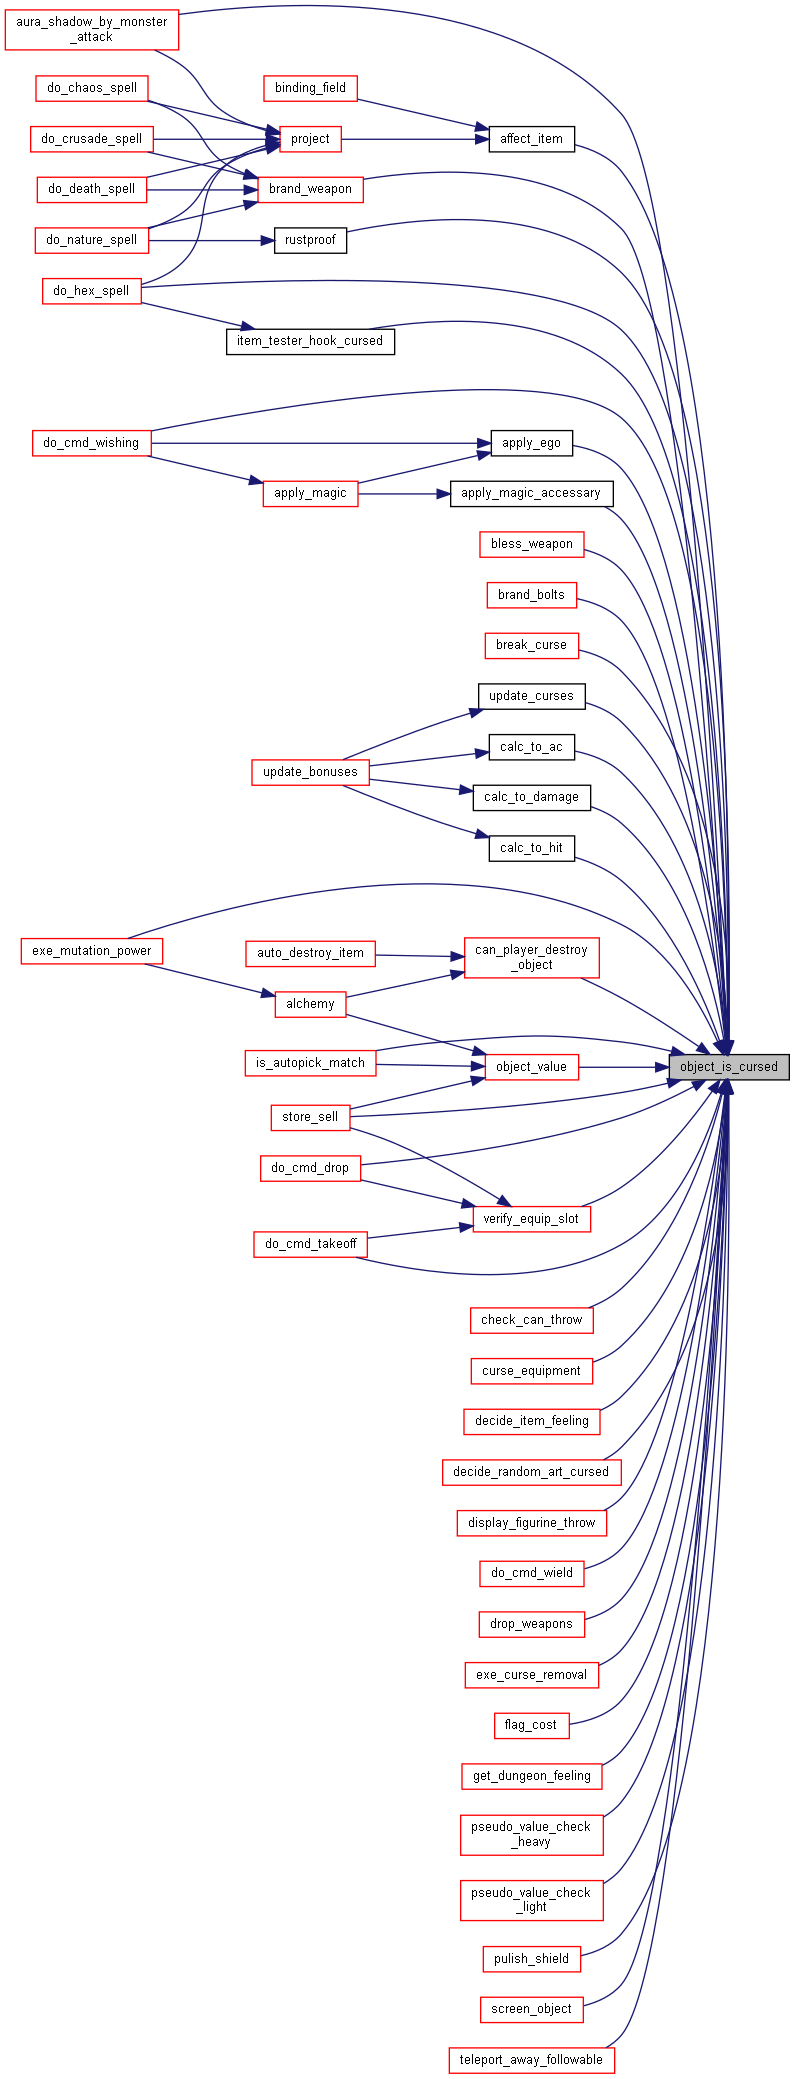 aura_shadow_by_monster
_attack
do_chaos_spell
binding_field
do_crusade_spell
project
affect_item
do_death_spell
brand_weapon
do_nature_spell
rustproof
do_hex_spell
item_tester_hook_cursed
do_cmd_wishing
apply_ego
apply_magic
apply_magic_accessary
bless_weapon
brand_bolts
break_curse
update_curses
calc_to_ac
update_bonuses
calc_to_damage
calc_to_hit
exe_mutation_power
auto_destroy_item
can_player_destroy
_object
alchemy
is_autopick_match
object_value
object_is_cursed
store_sell
do_cmd_drop
verify_equip_slot
do_cmd_takeoff
check_can_throw
curse_equipment
decide_item_feeling
decide_random_art_cursed
display_figurine_throw
do_cmd_wield
drop_weapons
exe_curse_removal
flag_cost
get_dungeon_feeling
pseudo_value_check
_heavy
pseudo_value_check
_light
pulish_shield
screen_object
teleport_away_followable